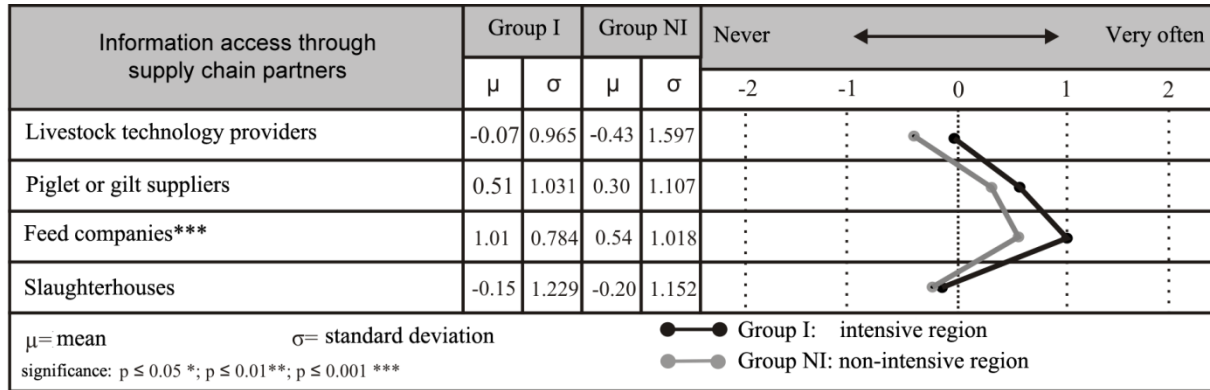 Information access through
supply chain partners
Group I Group NI Never Very often
μ σ μ σ -2 -1 0 1 2
Livestock technology providers -0.07 0.965 -0.43 1.597
Piglet or gilt suppliers 0.51 1.031 0.30 1.107
Feed companies*** 1.01 0.784 0.54 1.018
Slaughterhouses -0.15 1.229 -0.20 1.152
μ= mean σ= standard deviation
significance: p ≤ 0.05 *; p ≤ 0.01**; p ≤ 0.001 ***
Group I: intensive region
Group NI: non-intensive region